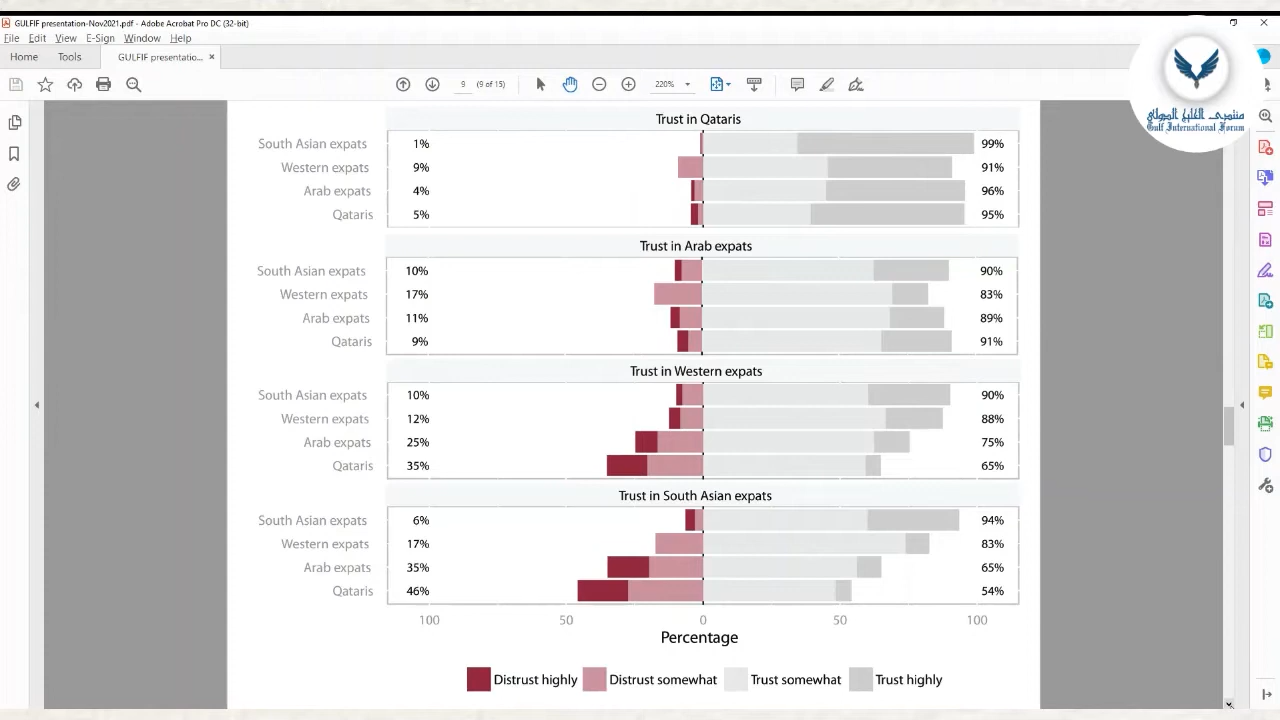 GULFIF presentation-Nov2021.pdf - Adobe Acrobat Pro DC (32-bit)
File Edit View E-Sign Window Help
Home Tools GULFIF presentatio... ×
9 (9 of 15) 220%
منتدى الخليج الدولي
Gulf International Forum
Trust in Qataris
South Asian expats 1% 99%
Western expats 9% 91%
Arab expats 4% 96%
Qataris 5% 95%
Trust in Arab expats
South Asian expats 10% 90%
Western expats 17% 83%
Arab expats 11% 89%
Qataris 9% 91%
Trust in Western expats
South Asian expats 10% 90%
Western expats 12% 88%
Arab expats 25% 75%
Qataris 35% 65%
Trust in South Asian expats
South Asian expats 6% 94%
Western expats 17% 83%
Arab expats 35% 65%
Qataris 46% 54%
100 50 0 50 100
Percentage
Distrust highly Distrust somewhat Trust somewhat Trust highly